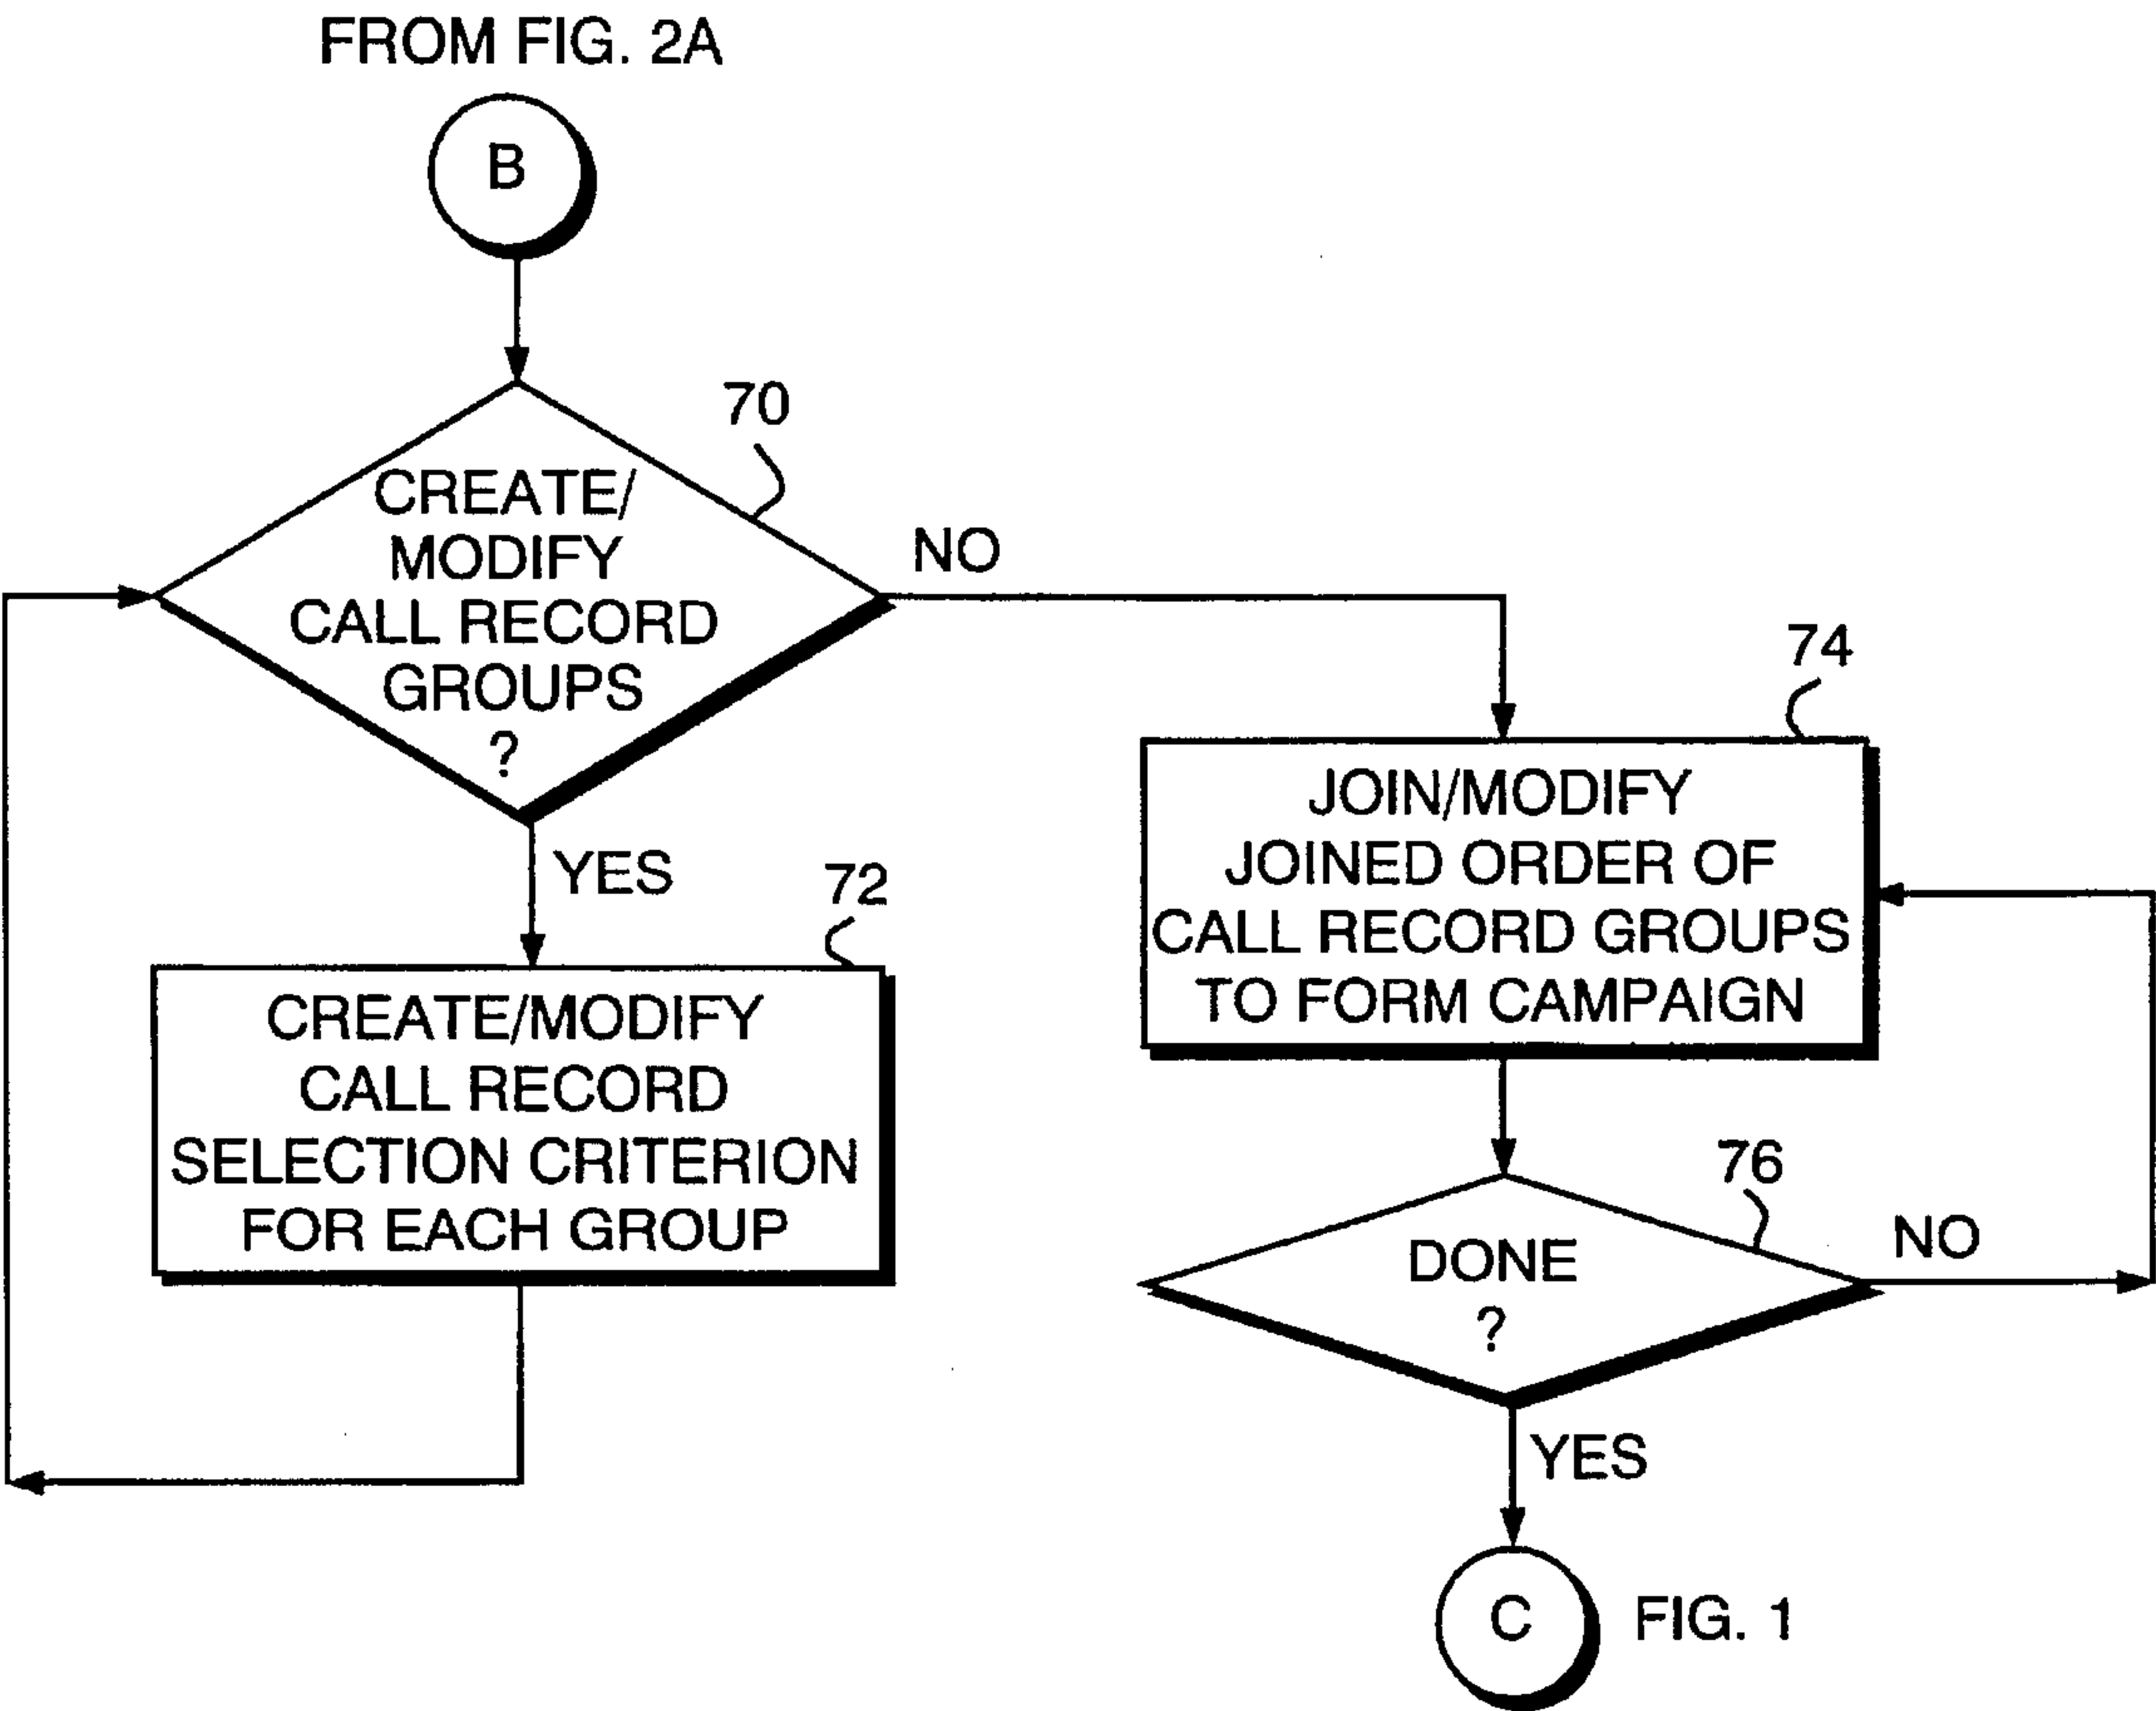 FROM FIG. 2A
B
70
CREATE/
MODIFY
CALL RECORD
GROUPS
?
NO
YES
72
CREATE/MODIFY
CALL RECORD
SELECTION CRITERION
FOR EACH GROUP
74
JOIN/MODIFY
JOINED ORDER OF
CALL RECORD GROUPS
TO FORM CAMPAIGN
76
DONE
?
NO
YES
C
FIG. 1